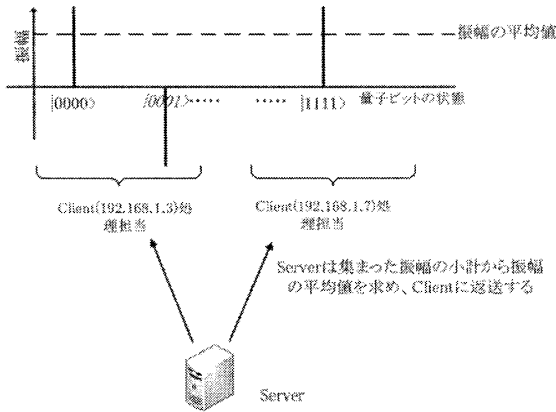 振幅の平均値
振幅
|0000⟩ |0001⟩ ····· ····· |1111⟩ 量子ビットの状態
Client(192.168.1.3)処
理担当
Client(192.168.1.7)処
理担当
Serverは集まった振幅の小計から振幅
の平均値を求め、Clientに返送する
Server